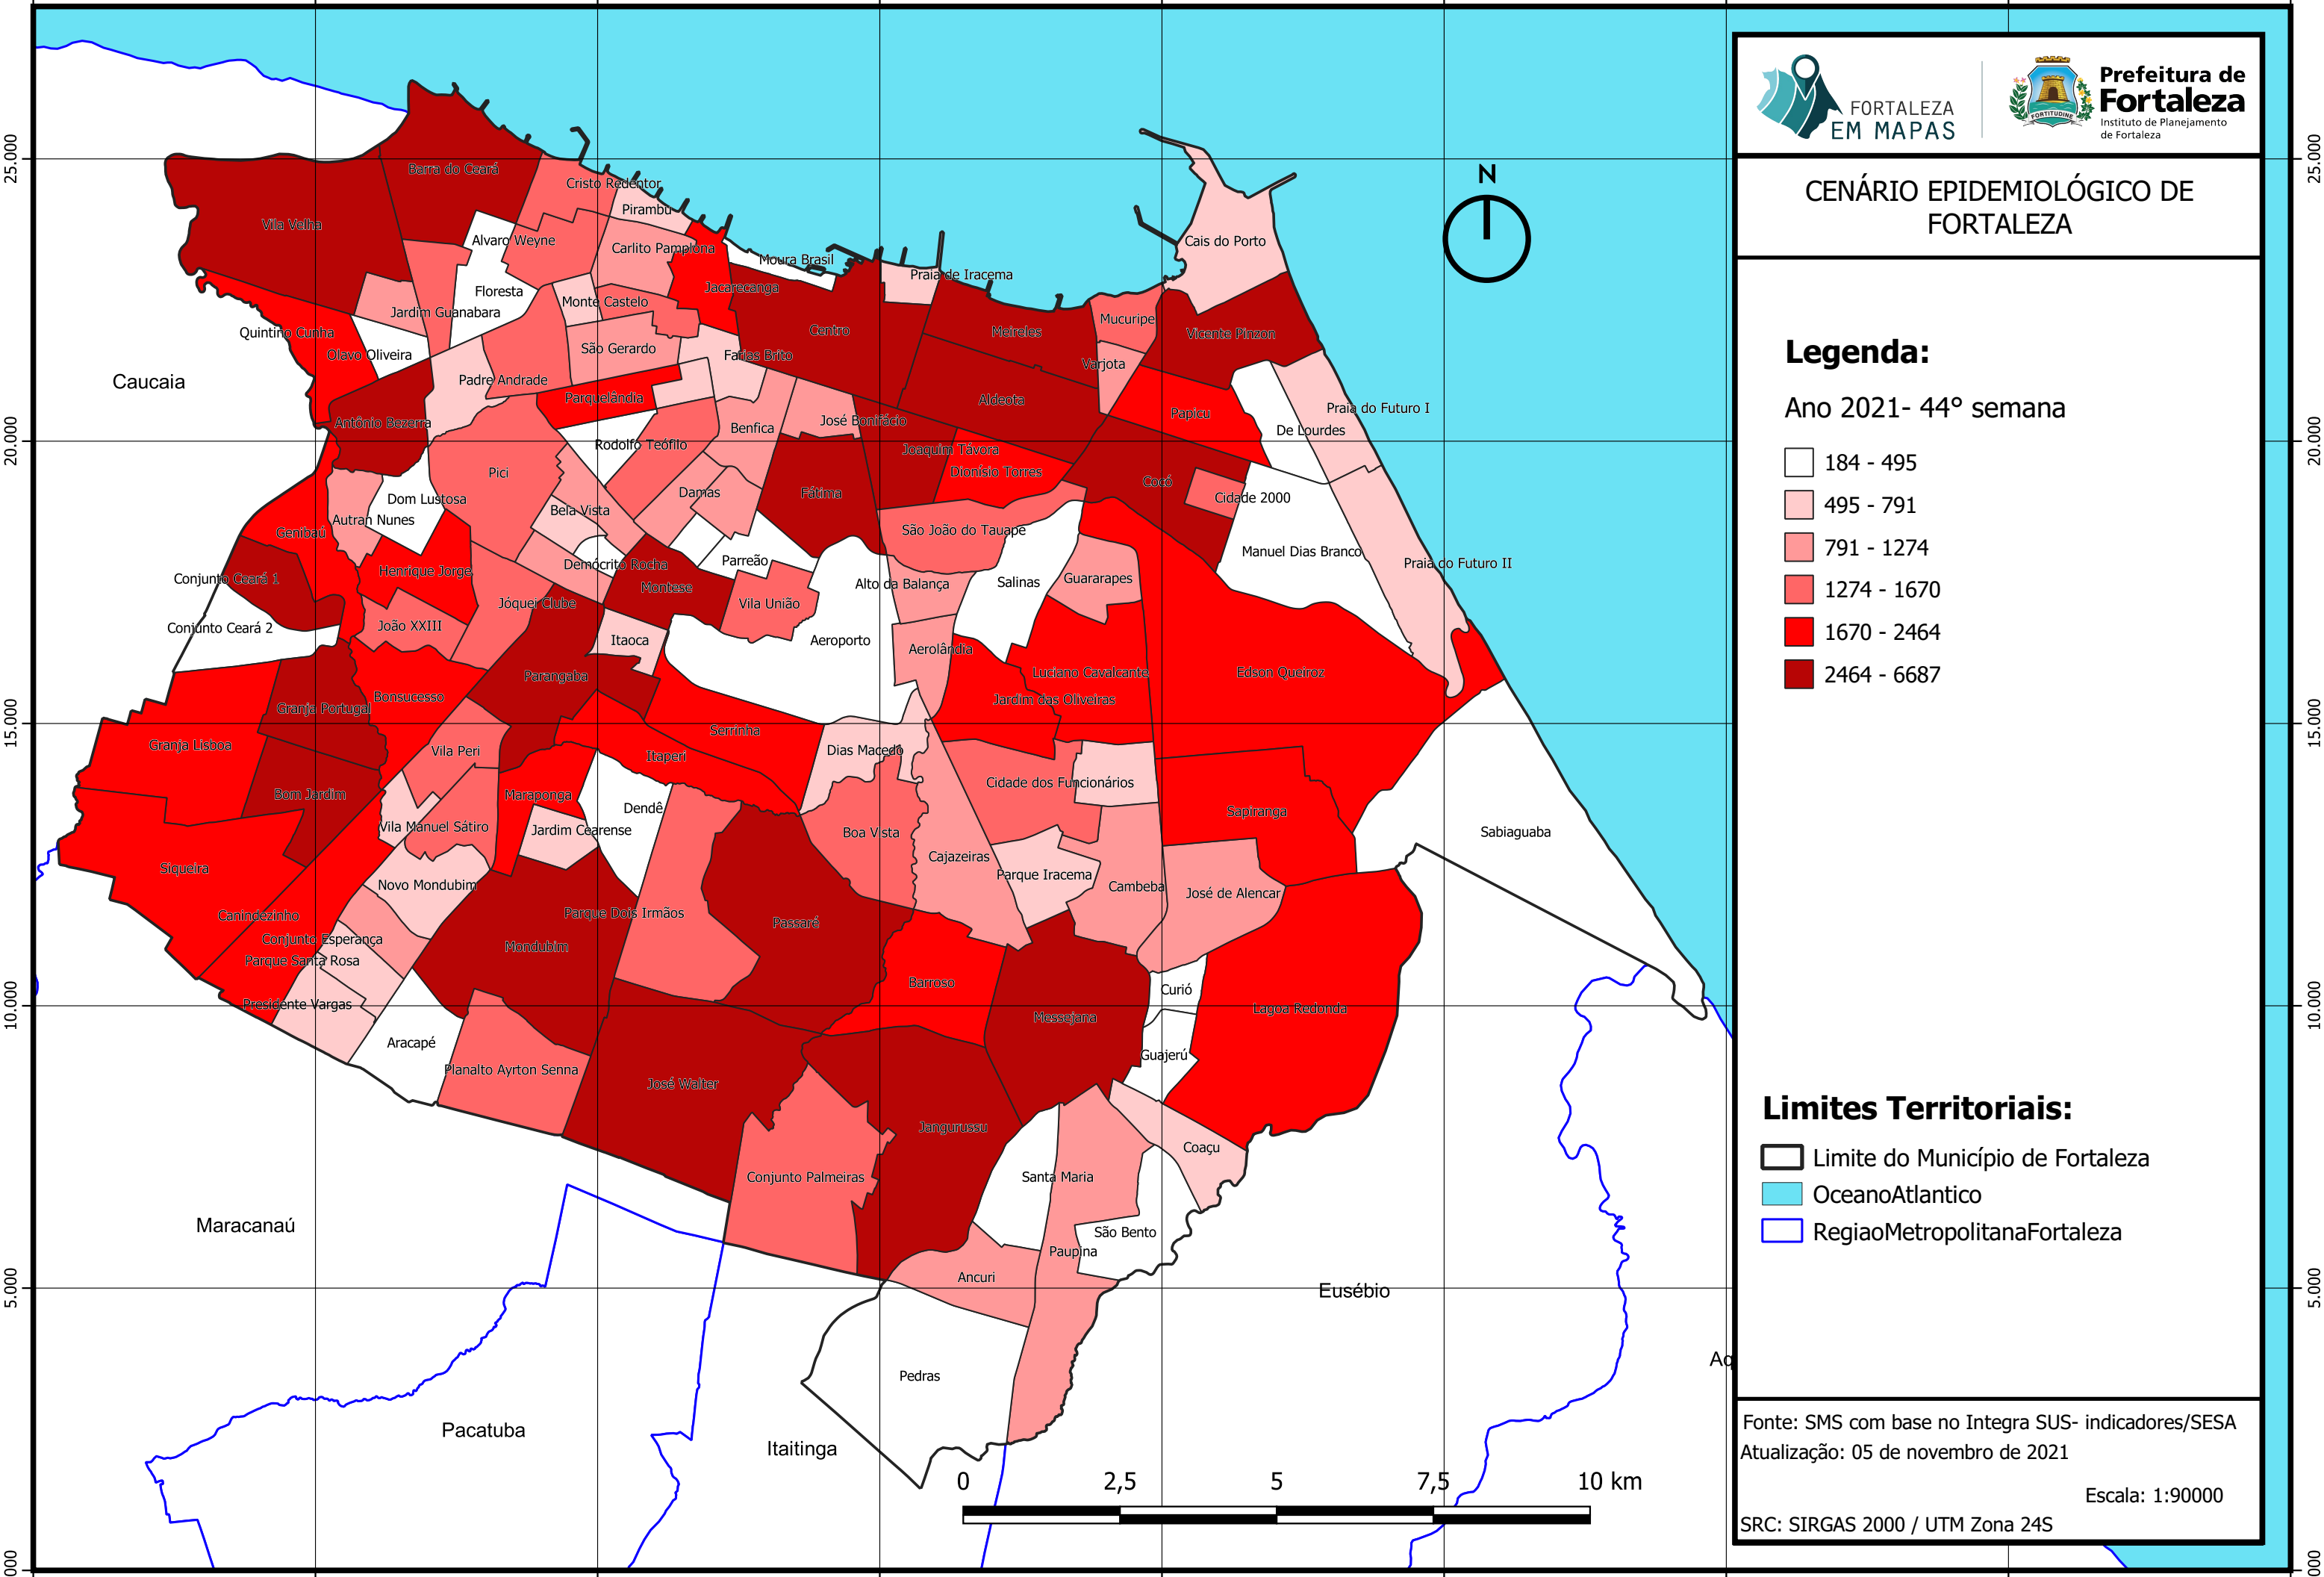 FORTALEZA
EM MAPAS
Prefeitura de
Fortaleza
Instituto de Planejamento
de Fortaleza
FORTITUDINE
CENÁRIO EPIDEMIOLÓGICO DE
FORTALEZA
Legenda:
Ano 2021- 44° semana
184 - 495
495 - 791
791 - 1274
1274 - 1670
1670 - 2464
2464 - 6687
Limites Territoriais:
Limite do Município de Fortaleza
OceanoAtlantico
RegiaoMetropolitanaFortaleza
Fonte: SMS com base no Integra SUS- indicadores/SESA
Atualização: 05 de novembro de 2021
Escala: 1:90000
SRC: SIRGAS 2000 / UTM Zona 24S
N
25.000
20.000
15.000
10.000
5.000
000
25.000
20.000
15.000
10.000
5.000
000
Barra do Ceará
Vila Velha
Cristo Redentor
Pirambu
Alvaro Weyne
Carlito Pamplona
Moura Brasil
Cais do Porto
Praia de Iracema
Jacarecanga
Floresta
Monte Castelo
Jardim Guanabara
Quintino Cunha
Olavo Oliveira
Centro
Meireles
Mucuripe
Vicente Pinzon
São Gerardo
Farias Brito
Varjota
Caucaia
Padre Andrade
Parquelândia
Aldeota
Papicu
Praia do Futuro I
Antônio Bezerra
José Bonifácio
Benfica
De Lourdes
Rodolfo Teófilo
Joaquim Távora
Dionísio Torres
Pici
Cocó
Damas
Fátima
Dom Lustosa
Cidade 2000
Bela Vista
Autran Nunes
Genibaú
São João do Tauape
Manuel Dias Branco
Praia do Futuro II
Parreão
Demócrito Rocha
Henrique Jorge
Conjunto Ceará 1
Montese
Alto da Balança
Salinas
Guararapes
Jóquei Clube
Vila União
João XXIII
Conjunto Ceará 2
Itaoca
Aeroporto
Aerolândia
Parangaba
Luciano Cavalcante
Edson Queiroz
Bonsucesso
Jardim das Oliveiras
Granja Portugal
Serrinha
Granja Lisboa
Vila Peri
Dias Macedo
Itaperi
Cidade dos Funcionários
Bom Jardim
Maraponga
Dendê
Sapiranga
Vila Manuel Sátiro
Jardim Cearense
Boa Vista
Sabiaguaba
Cajazeiras
Siqueira
Parque Iracema
Novo Mondubim
Cambeba
José de Alencar
Canindezinho
Parque Dois Irmãos
Passaré
Conjunto Esperança
Mondubim
Parque Santa Rosa
Barroso
Curió
Presidente Vargas
Messejana
Lagoa Redonda
Aracapé
Guajerú
Planalto Ayrton Senna
José Walter
Jangurussu
Coaçu
Conjunto Palmeiras
Santa Maria
Maracanaú
São Bento
Paupina
Ancuri
Eusébio
Aq
Pedras
Pacatuba
Itaitinga
0 2,5 5 7,5 10 km